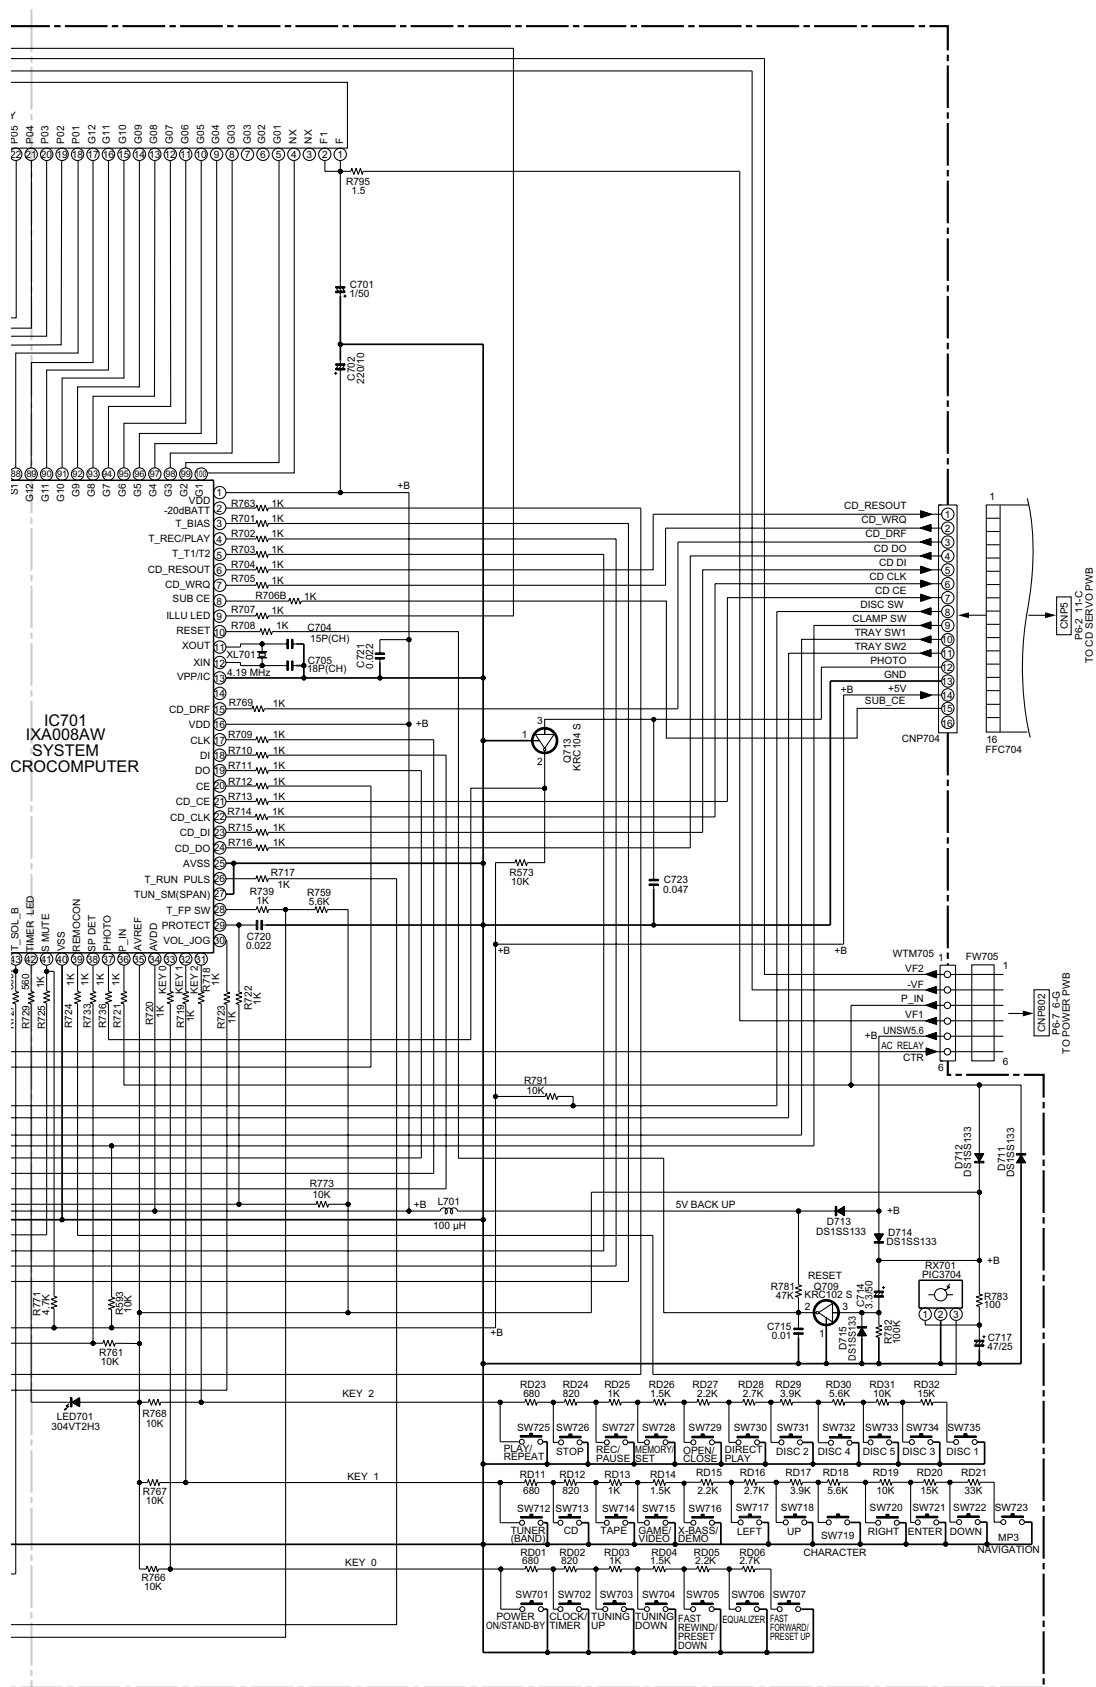 Y
P05
P04
P03
P02
P01
G12
G11
G10
G09
G08
G07
G06
G05
G04
G03
G03
G02
G01
NX
NX
F1
F
22 21 20 19 18 17 16 15 14 13 12 11 10 9 8 7 6 5 4 3 2 1
R795
1.5
C701
1/50
C702
220/10
88 89 90 91 92 93 94 95 96 97 98 99 100
S1
G12
G11
G10
G9
G8
G7
G6
G5
G4
G3
G2
G1
+B
VDD 1
-20dBATT 2 R763 1K
T_BIAS 3 R701 1K
T_REC/PLAY 4 R702 1K
T_T1/T2 5 R703 1K
CD_RESOUT 6 R704 1K
CD_WRQ 7 R705 1K
SUB CE 8 R706B 1K
ILLU LED 9 R707 1K
RESET 10 R708 1K
XOUT 11
XIN 12
VPP/IC 13
14
CD_DRF 15 R769 1K
VDD 16 +B
CLK 17 R709 1K
DI 18 R710 1K
DO 19 R711 1K
CE 20 R712 1K
CD_CE 21 R713 1K
CD_CLK 22 R714 1K
CD_DI 23 R715 1K
CD_DO 24 R716 1K
AVSS 25
T_RUN PULS 26 R717 1K
TUN_SM(SPAN) 27
T_FP SW 28 R739 1K R759 5.6K
PROTECT 29 C720 0.022
VOL_JOG 30
C704
15P(CH)
XL701
C705
18P(CH)
4.19 MHz
C721
0.022
IC701
IXA008AW
SYSTEM
CROCOMPUTER
3
1
2
Q713
KRC104 S
R573
10K
C723
0.047
+B
+B
+B
CD_RESOUT 1
CD_WRQ 2
CD_DRF 3
CD DO 4
CD DI 5
CD CLK 6
CD CE 7
DISC SW 8
CLAMP SW 9
TRAY SW1 10
TRAY SW2 11
PHOTO 12
GND 13
+5V 14
SUB_CE 15
16
CNP704
1
16
FFC704
CNP5
P6-2 11-C
TO CD SERVO PWB
WTM705
FW705
1
1
VF2
-VF
P_IN
VF1
+B UNSW5.6
AC RELAY
CTR
6
6
CNP802
P6-7 6-G
TO POWER PWB
43 42 41 40 39 38 37 36 35 34 33 32 31
T_SOL_B
TIMER LED
S MUTE
VSS
REMOCON
SP DET
PHOTO
P_IN
AVREF
AVDD
KEY 0
KEY 1
KEY 2
R729 560
R725 1K
R724 1K
R733 1K
R736 1K
R721 1K
R720 1K
R719 1K
R718 1K
R723 1K
R722 1K
R791
10K
R773
10K
+B
L701
100 µH
5V BACK UP
D712
DS1SS133
D711
DS1SS133
D713
DS1SS133
+B
D714
DS1SS133
+B
R781
47K
RESET
Q709
KRC102 S
2
3
1
C714
3.3/50
C715
0.01
D715
DS1SS133
R782
100K
RX701
PIC3704
1 2 3
R783
100
C717
47/25
R771
4.7K
R593
10K
R761
10K
+B
LED701
304VT2H3
R768
10K
KEY 2
RD23
680
RD24
820
RD25
1K
RD26
1.5K
RD27
2.2K
RD28
2.7K
RD29
3.9K
RD30
5.6K
RD31
10K
RD32
15K
SW725 SW726 SW727 SW728 SW729 SW730 SW731 SW732 SW733 SW734 SW735
PLAY/
REPEAT
STOP
REC/
PAUSE
MEMORY/
SET
OPEN/
CLOSE
DIRECT
PLAY
DISC 2
DISC 4
DISC 5
DISC 3
DISC 1
R767
10K
KEY 1
RD11
680
RD12
820
RD13
1K
RD14
1.5K
RD15
2.2K
RD16
2.7K
RD17
3.9K
RD18
5.6K
RD19
10K
RD20
15K
RD21
33K
SW712 SW713 SW714 SW715 SW716 SW717 SW718 SW719 SW720 SW721 SW722 SW723
TUNER
(BAND)
CD
TAPE
GAME/
VIDEO
X-BASS/
DEMO
LEFT
UP
CHARACTER
RIGHT
ENTER
DOWN
MP3
NAVIGATION
R766
10K
KEY 0
RD01
680
RD02
820
RD03
1K
RD04
1.5K
RD05
2.2K
RD06
2.7K
SW701 SW702 SW703 SW704 SW705 SW706 SW707
POWER
ON/STAND-BY
CLOCK/
TIMER
TUNING
UP
TUNING
DOWN
FAST
REWIND/
PRESET
DOWN
EQUALIZER
FAST
FORWARD/
PRESET UP